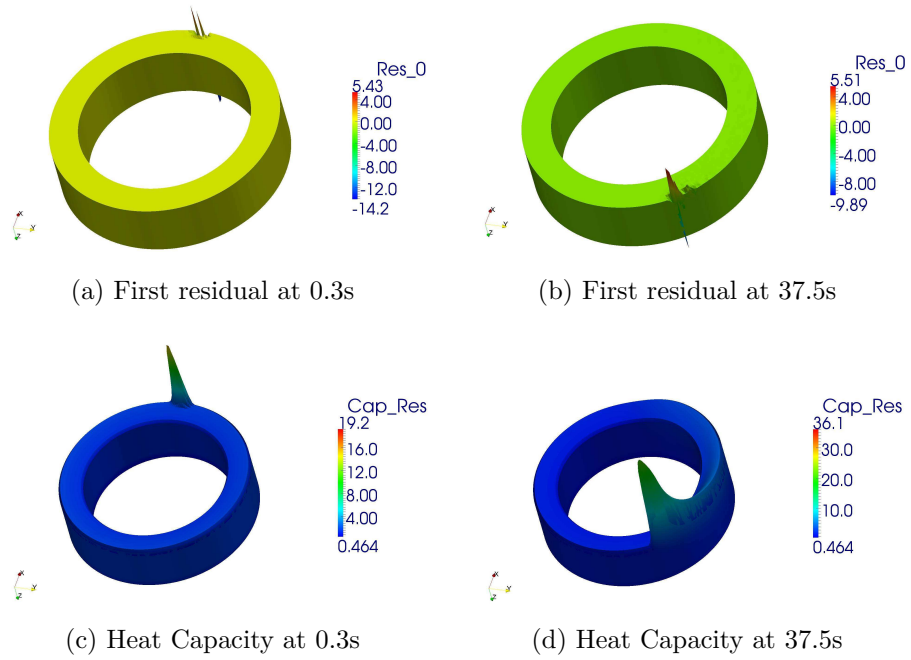 Res_0
5.43
4.00
0.00
-4.00
-8.00
-12.0
-14.2
X
Y
Z
(a) First residual at 0.3s
Res_0
5.51
4.00
0.00
-4.00
-8.00
-9.89
X
Y
Z
(b) First residual at 37.5s
Cap_Res
19.2
16.0
12.0
8.00
4.00
0.464
X
Y
Z
(c) Heat Capacity at 0.3s
Cap_Res
36.1
30.0
20.0
10.0
0.464
X
Y
Z
(d) Heat Capacity at 37.5s